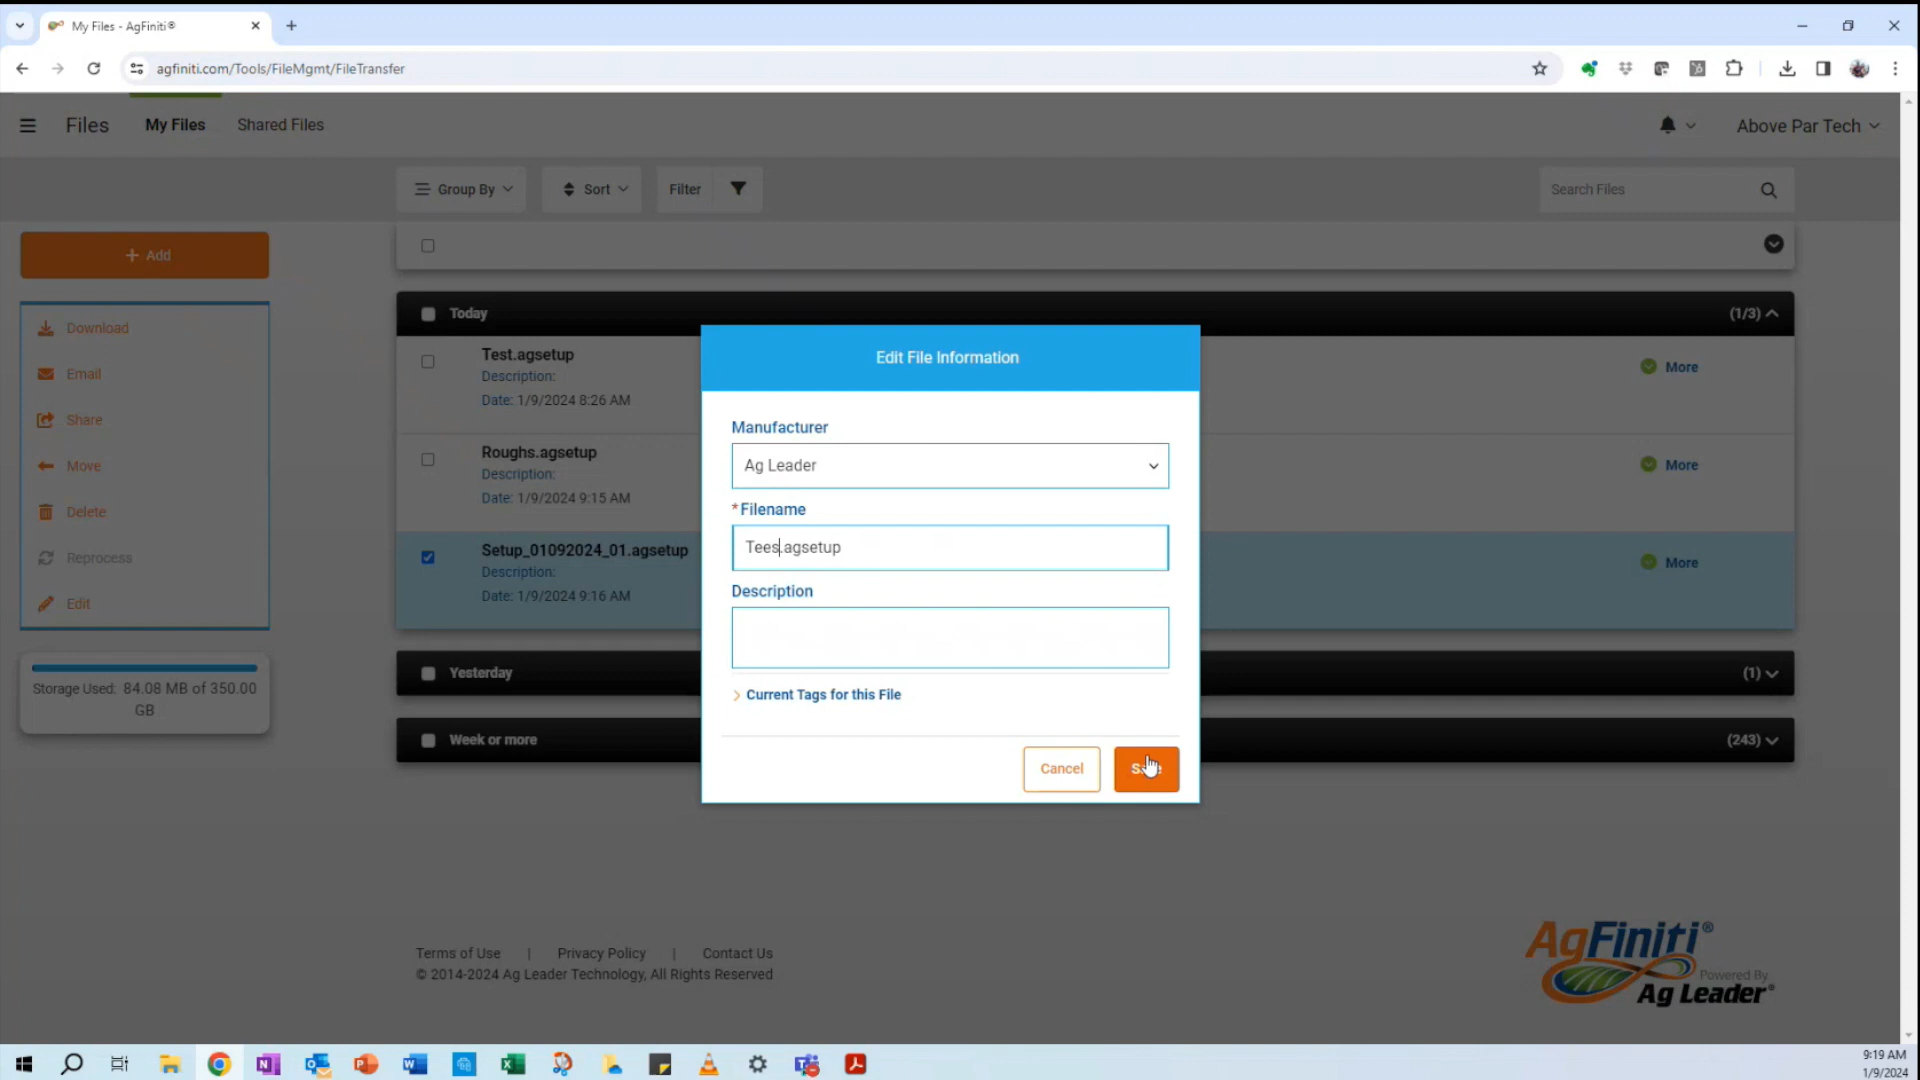 My Files - AgFiniti®
agfiniti.com/Tools/FileMgmt/FileTransfer
Files
My Files
Shared Files
Above Par Tech
Group By
Sort
Filter
Search Files
+ Add
Download
Email
Share
Move
Delete
Reprocess
Edit
Storage Used: 84.08 MB of 350.00
GB
Today
(1/3)
Test.agsetup
Description:
Date: 1/9/2024 8:26 AM
More
Roughs.agsetup
Description:
Date: 1/9/2024 9:15 AM
More
Setup_01092024_01.agsetup
Description:
Date: 1/9/2024 9:16 AM
More
Yesterday
(1)
Week or more
(243)
Edit File Information
Manufacturer
Ag Leader
*Filename
Tees.agsetup
Description
Current Tags for this File
Cancel
Terms of Use | Privacy Policy | Contact Us
© 2014-2024 Ag Leader Technology, All Rights Reserved
AgFiniti®
Powered By
Ag Leader®
9:19 AM
1/9/2024